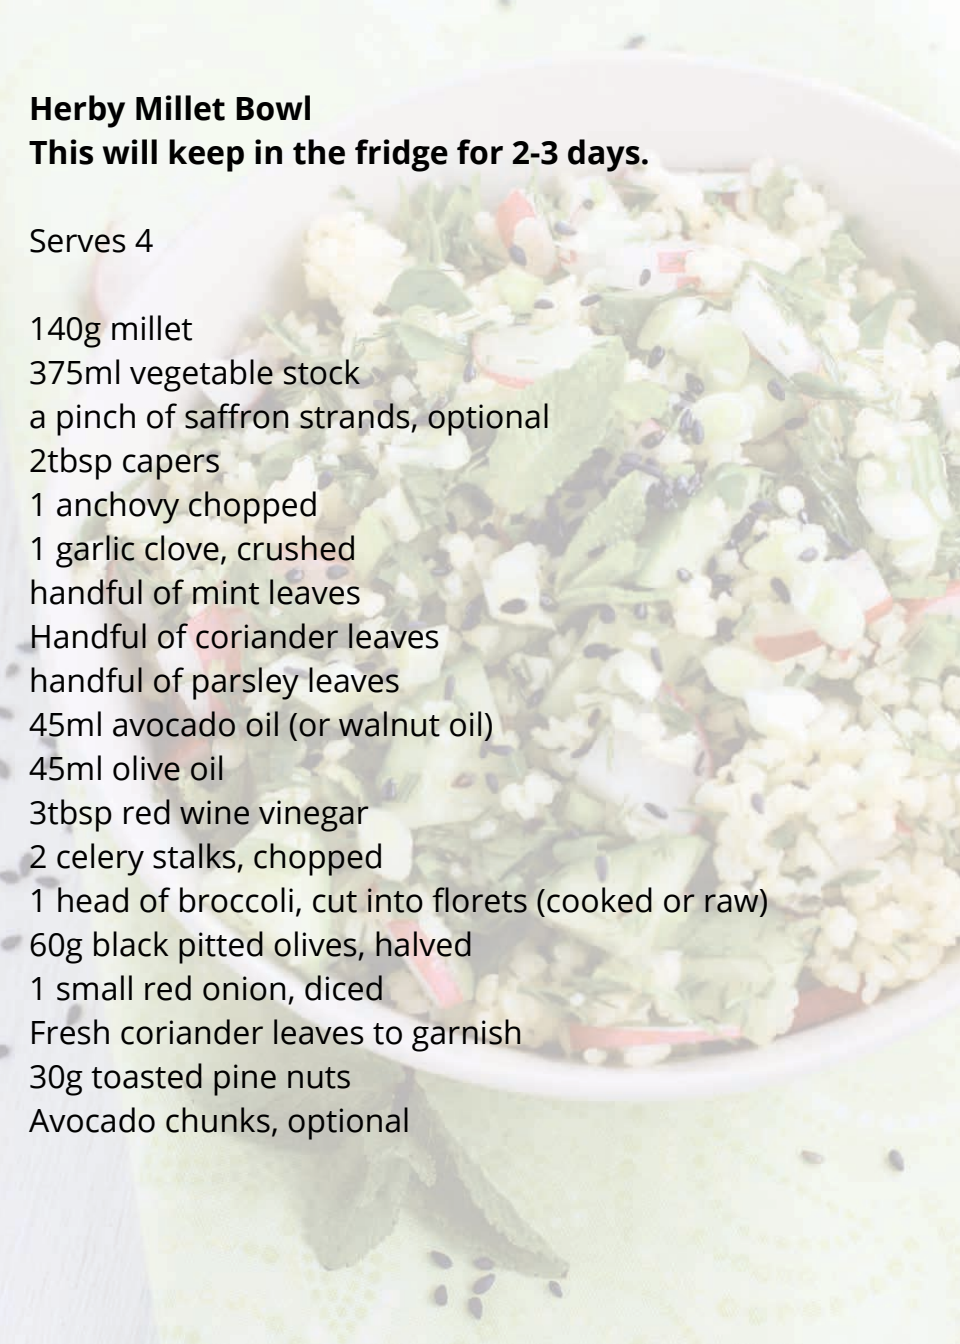 Herby Millet Bowl
This will keep in the fridge for 2-3 days.
Serves 4
140g millet
375ml vegetable stock
a pinch of saffron strands, optional
2tbsp capers
1 anchovy chopped
1 garlic clove, crushed
handful of mint leaves
Handful of coriander leaves
handful of parsley leaves
45ml avocado oil (or walnut oil)
45ml olive oil
3tbsp red wine vinegar
2 celery stalks, chopped
1 head of broccoli, cut into florets (cooked or raw)
60g black pitted olives, halved
1 small red onion, diced
Fresh coriander leaves to garnish
30g toasted pine nuts
Avocado chunks, optional